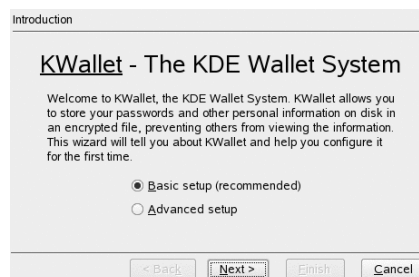 Introduction
KWallet - The KDE Wallet System
Welcome to KWallet, the KDE Wallet System. KWallet allows you
to store your passwords and other personal information on disk in
an encrypted file, preventing others from viewing the information.
This wizard will tell you about KWallet and help you configure it
for the first time.
Basic setup (recommended)
Advanced setup
< Back Next > Finish Cancel